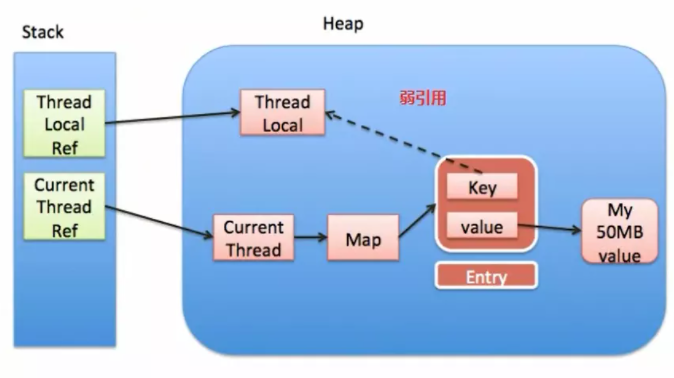 Stack
Heap
Thread
Local
Ref
Thread
Local
弱引用
Current
Thread
Ref
Key
Current
Thread
Map
value
My
50MB
value
Entry